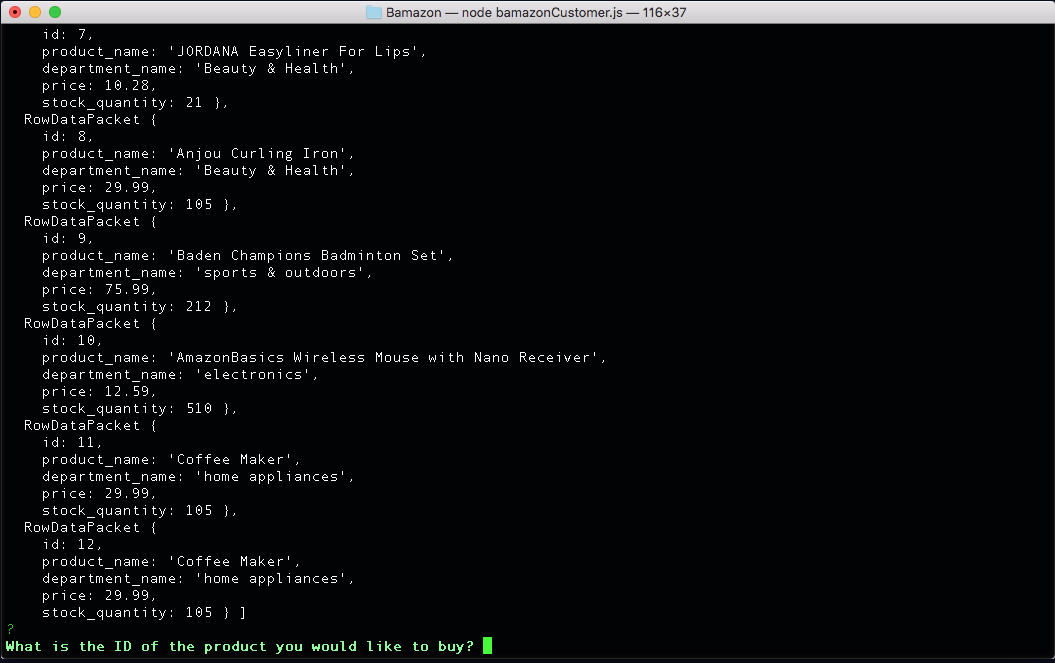 Bamazon — node bamazonCustomer.js — 116×37
id: 7,
product_name: 'JORDANA Easyliner For Lips',
department_name: 'Beauty & Health',
price: 10.28,
stock_quantity: 21 },
RowDataPacket {
id: 8,
product_name: 'Anjou Curling Iron',
department_name: 'Beauty & Health',
price: 29.99,
stock_quantity: 105 },
RowDataPacket {
id: 9,
product_name: 'Baden Champions Badminton Set',
department_name: 'sports & outdoors',
price: 75.99,
stock_quantity: 212 },
RowDataPacket {
id: 10,
product_name: 'AmazonBasics Wireless Mouse with Nano Receiver',
department_name: 'electronics',
price: 12.59,
stock_quantity: 510 },
RowDataPacket {
id: 11,
product_name: 'Coffee Maker',
department_name: 'home appliances',
price: 29.99,
stock_quantity: 105 },
RowDataPacket {
id: 12,
product_name: 'Coffee Maker',
department_name: 'home appliances',
price: 29.99,
stock_quantity: 105 } ]
?
What is the ID of the product you would like to buy?